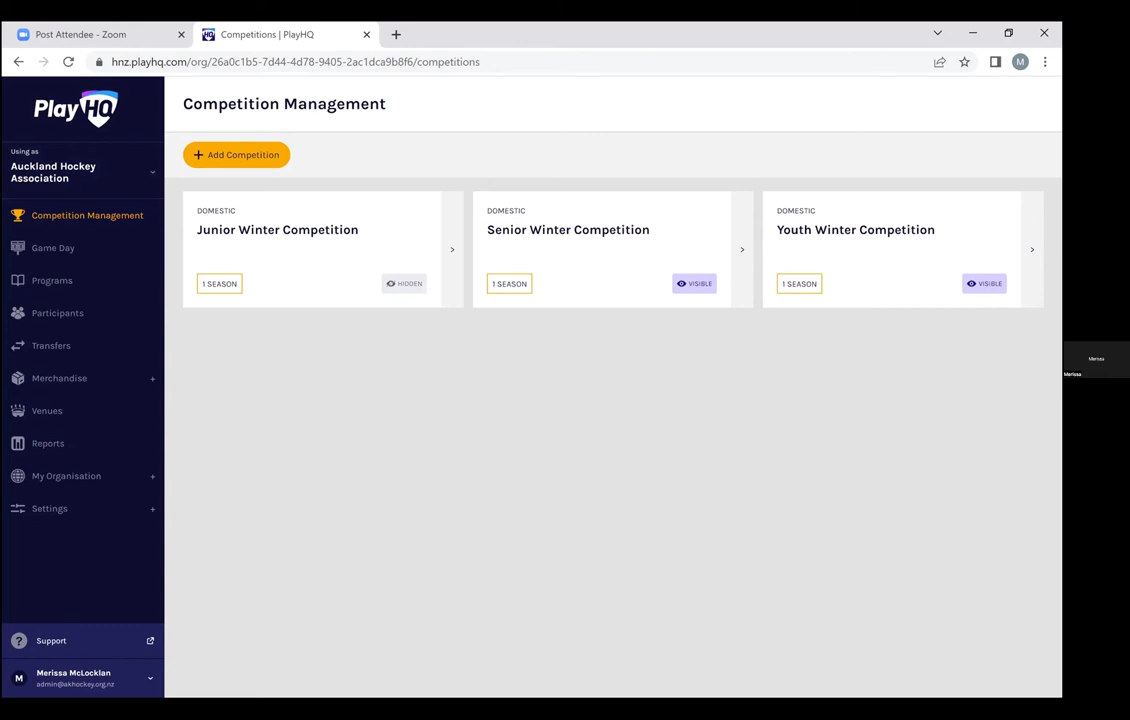 Post Attendee - Zoom
Competitions | PlayHQ
hnz.playhq.com/org/26a0c1b5-7d44-4d78-9405-2ac1dca9b8f6/competitions
M
PlayHQ
Using as
Auckland Hockey
Association
Competition Management
Game Day
Programs
Participants
Transfers
Merchandise +
Venues
Reports
My Organisation +
Settings +
? Support
M Merissa McLocklan
admin@akhockey.org.nz
Competition Management
+ Add Competition
DOMESTIC
Junior Winter Competition
1 SEASON
HIDDEN
DOMESTIC
Senior Winter Competition
1 SEASON
VISIBLE
DOMESTIC
Youth Winter Competition
1 SEASON
VISIBLE
Merissa
Merissa